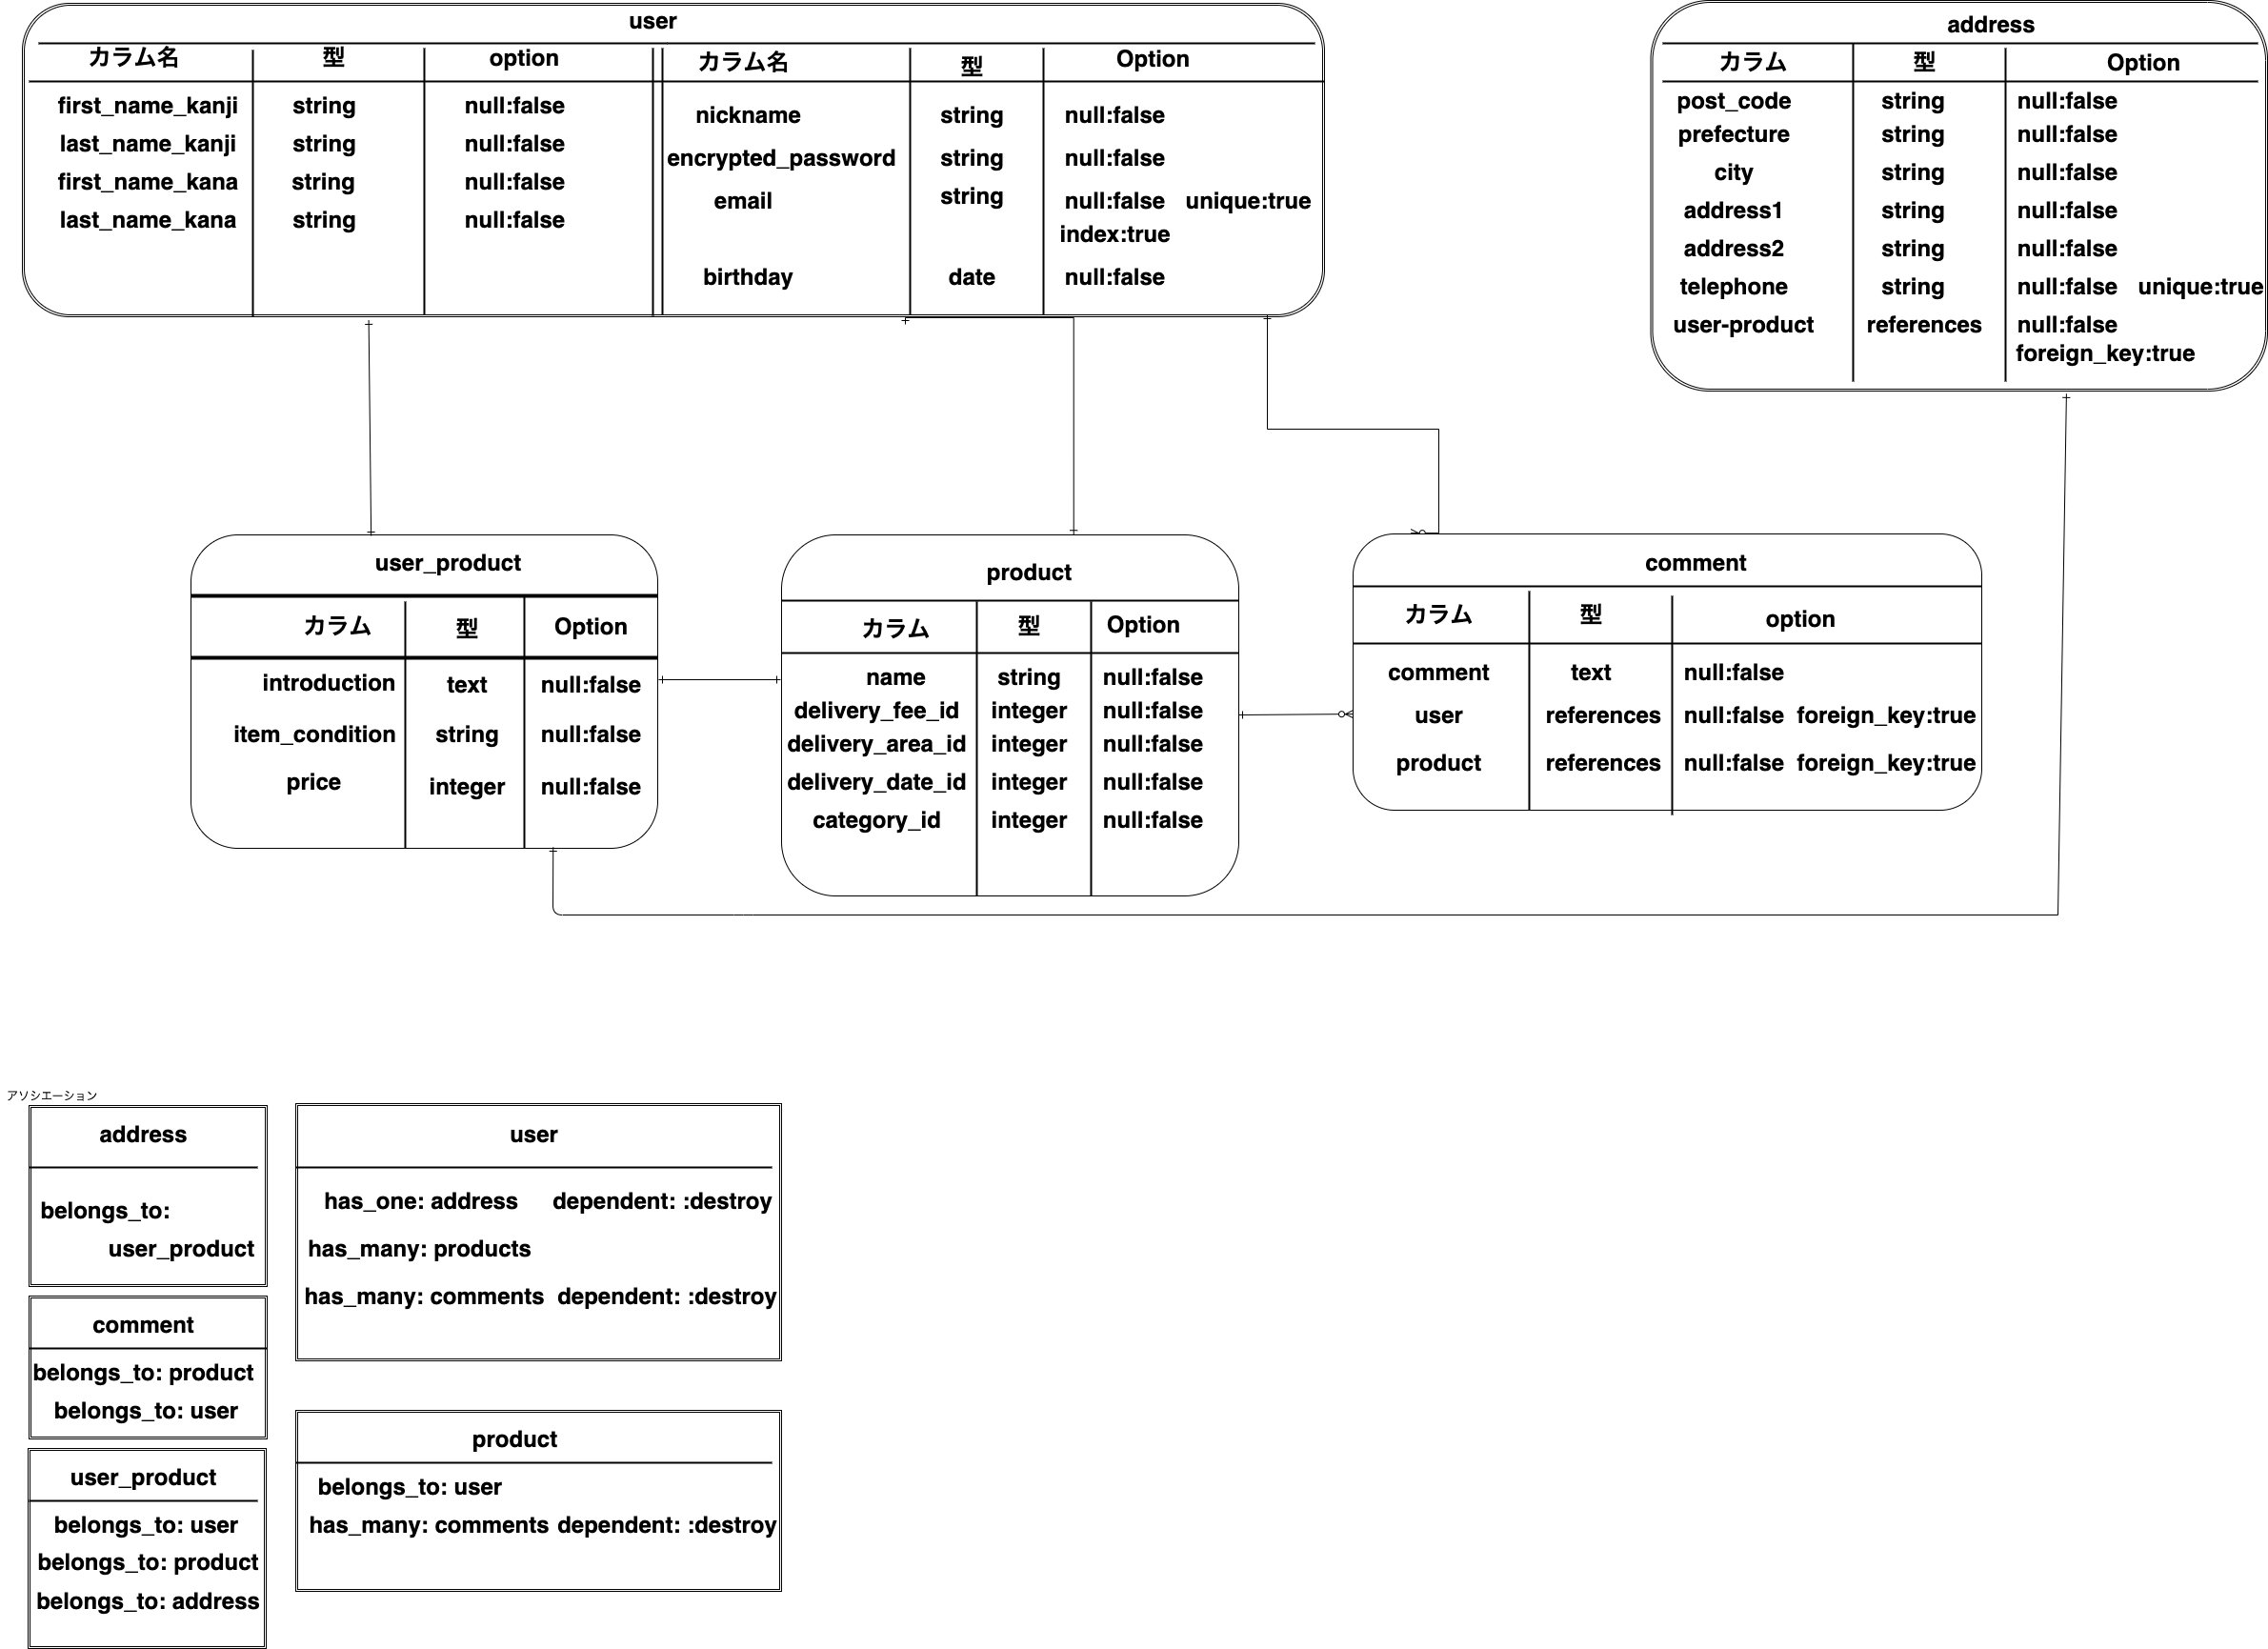 user
カラム名 型 option カラム名 型 Option
first_name_kanji string null:false nickname string null:false
last_name_kanji string null:false encrypted_password string null:false
first_name_kana string null:false email string null:false unique:true
last_name_kana string null:false index:true
birthday date null:false
address
カラム 型 Option
post_code string null:false
prefecture string null:false
city string null:false
address1 string null:false
address2 string null:false
telephone string null:false unique:true
user-product references null:false
foreign_key:true
user_product
カラム 型 Option
introduction text null:false
item_condition string null:false
price integer null:false
product
カラム 型 Option
name string null:false
delivery_fee_id integer null:false
delivery_area_id integer null:false
delivery_date_id integer null:false
category_id integer null:false
comment
カラム 型 option
comment text null:false
user references null:false foreign_key:true
product references null:false foreign_key:true
アソシエーション
address
belongs_to:
user_product
comment
belongs_to: product
belongs_to: user
user_product
belongs_to: user
belongs_to: product
belongs_to: address
user
has_one: address dependent: :destroy
has_many: products
has_many: comments dependent: :destroy
product
belongs_to: user
has_many: comments dependent: :destroy